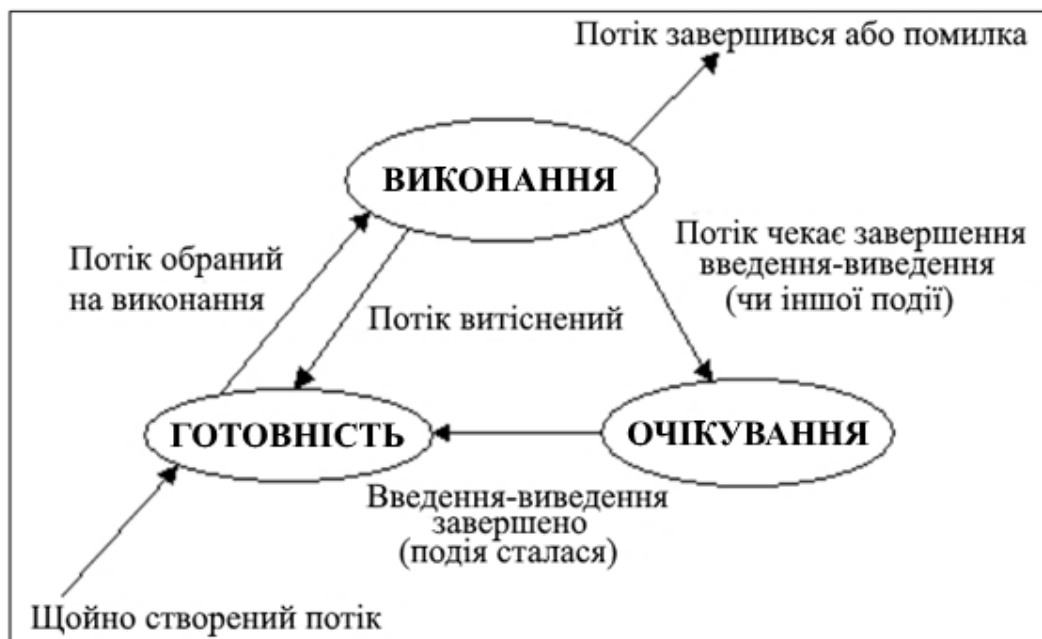 Потік завершився або помилка
ВИКОНАННЯ
Потік обраний
на виконання
Потік чекає завершення
введення-виведення
(чи іншої події)
Потік витіснений
ГОТОВНІСТЬ
ОЧІКУВАННЯ
Введення-виведення
завершено
(подія сталася)
Щойно створений потік